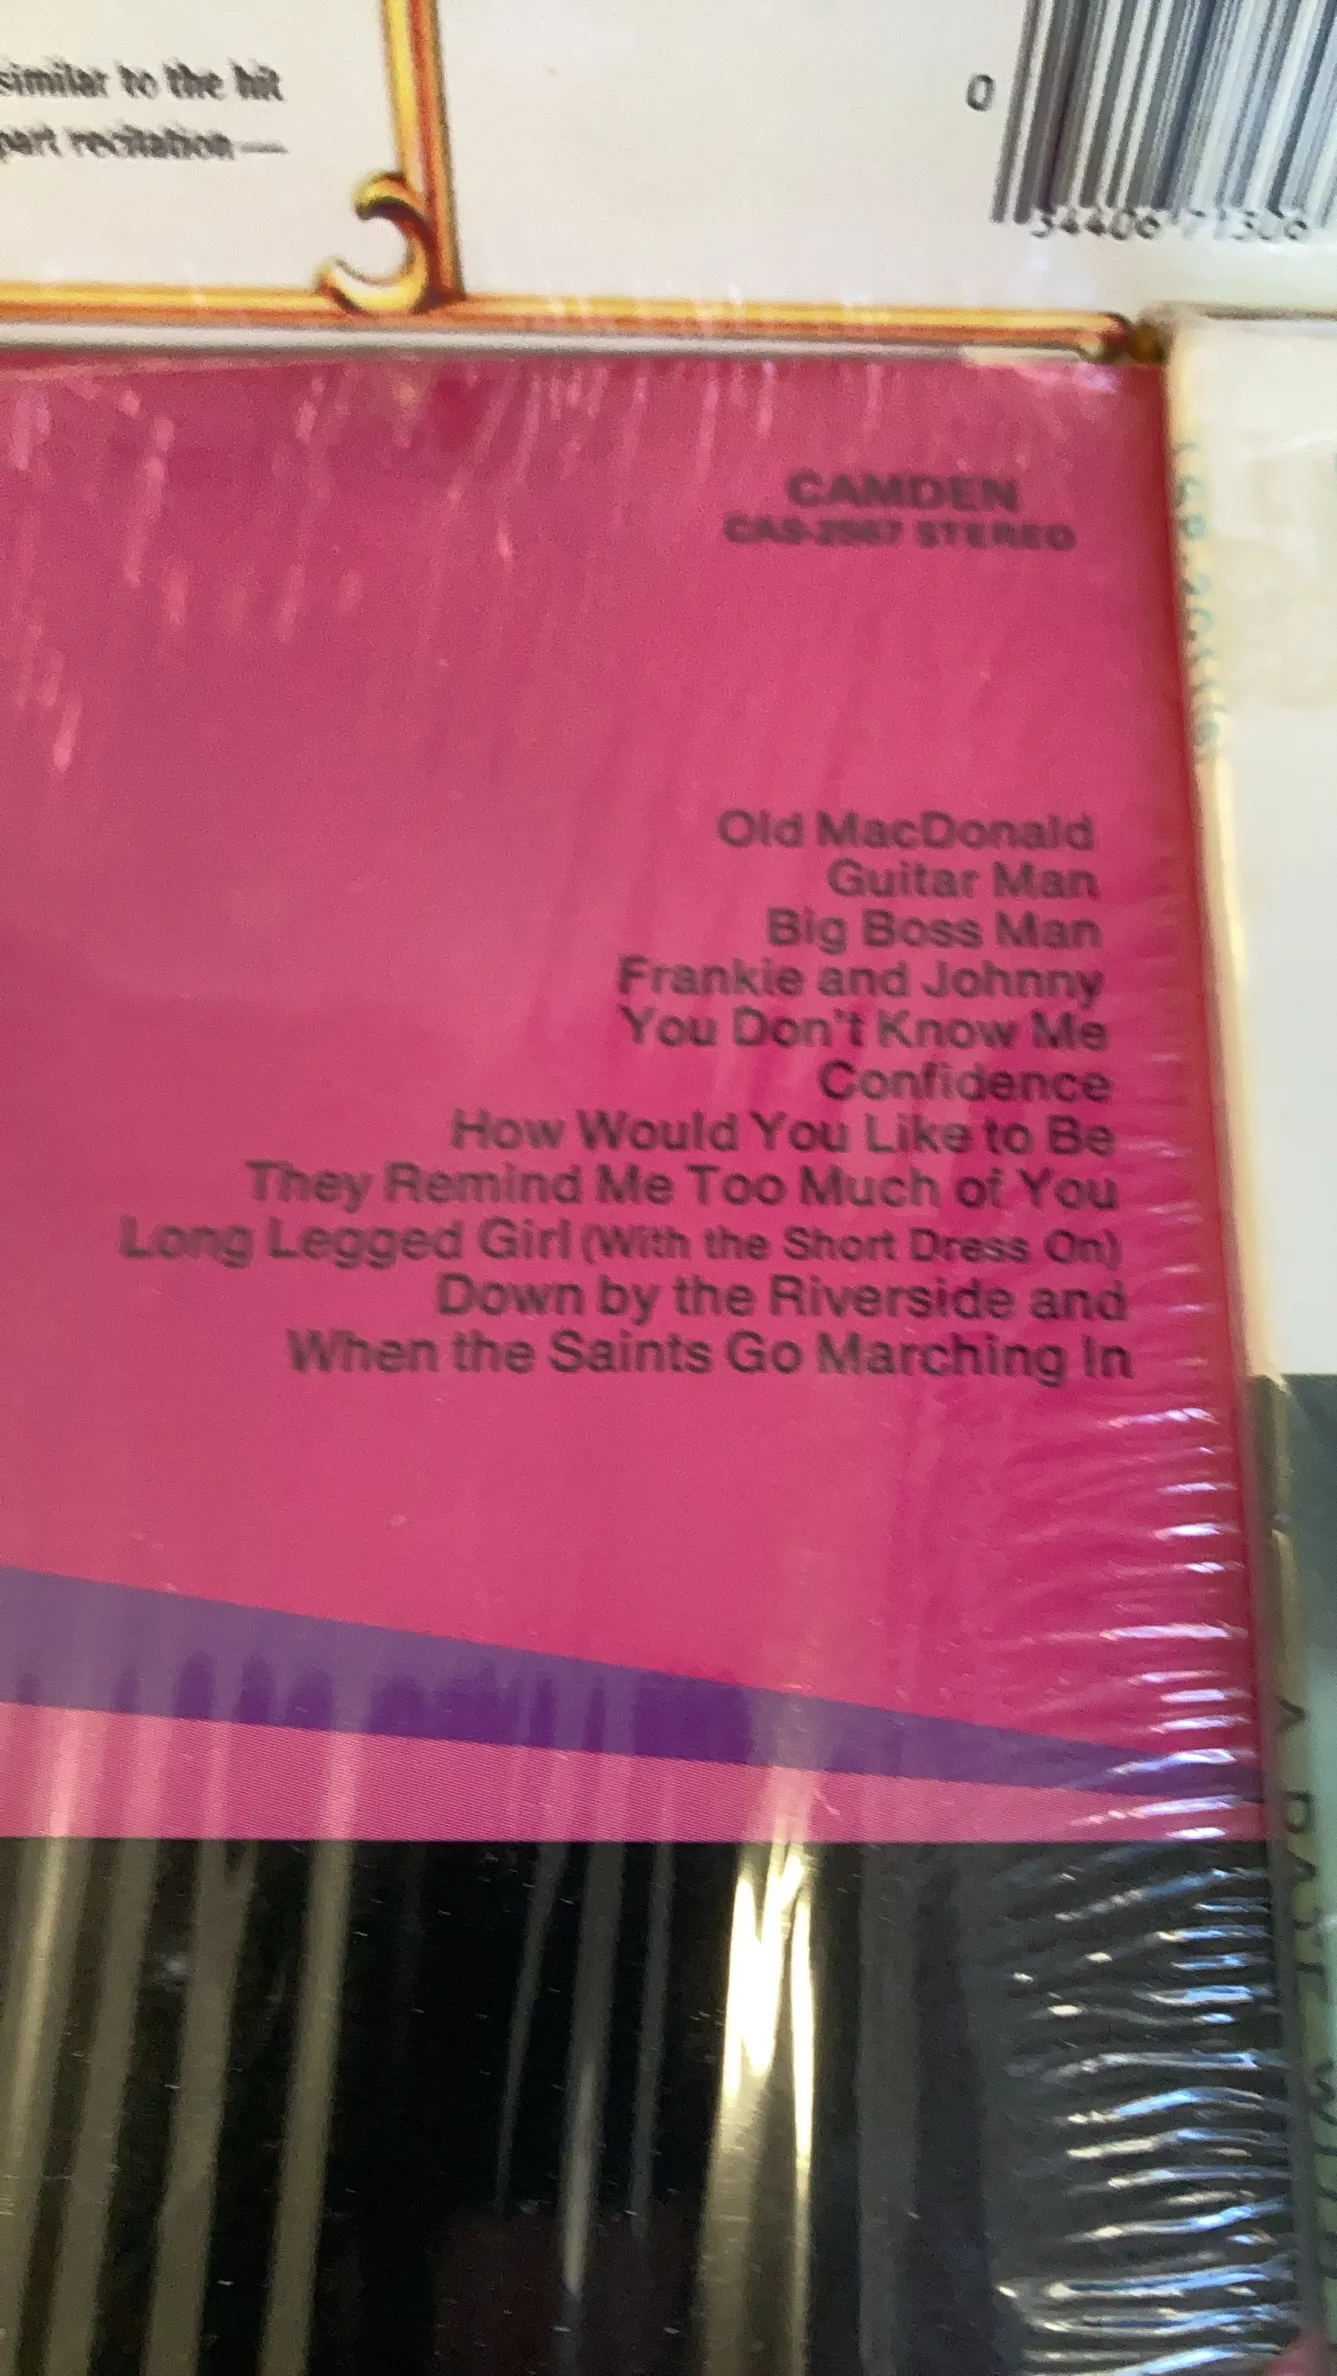 similar to the hit
part recitation—
0
CAMDEN
CAS-2567 STEREO
Old MacDonald
Guitar Man
Big Boss Man
Frankie and Johnny
You Don't Know Me
Confidence
How Would You Like to Be
They Remind Me Too Much of You
Long Legged Girl (With the Short Dress On)
Down by the Riverside and
When the Saints Go Marching In